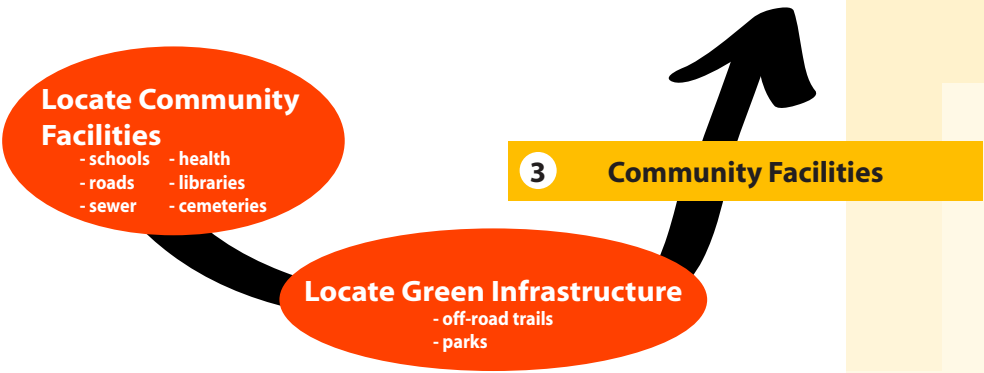 Locate Community
Facilities
- schools - health
- roads - libraries
- sewer - cemeteries
3 Community Facilities
Locate Green Infrastructure
- off-road trails
- parks